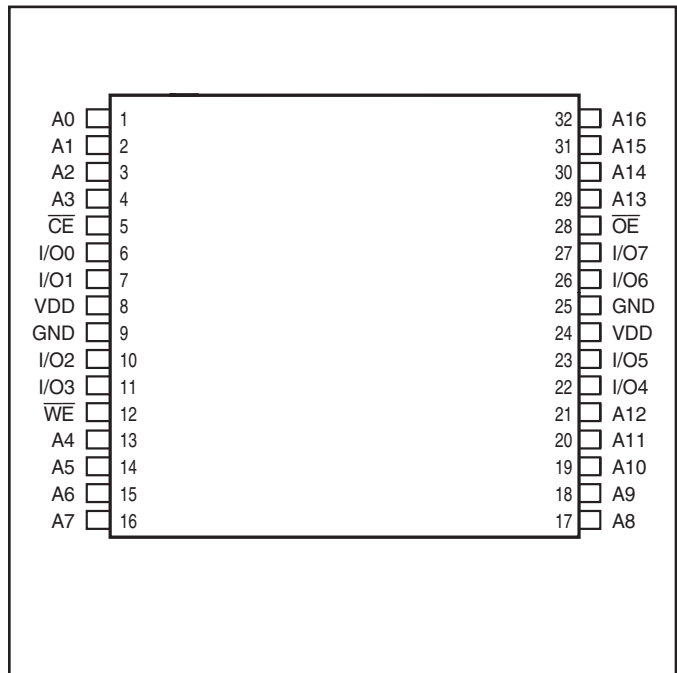 A0 1 32 A16
A1 2 31 A15
A2 3 30 A14
A3 4 29 A13
C̅E̅ 5 28 O̅E̅
I/O0 6 27 I/O7
I/O1 7 26 I/O6
VDD 8 25 GND
GND 9 24 VDD
I/O2 10 23 I/O5
I/O3 11 22 I/O4
W̅E̅ 12 21 A12
A4 13 20 A11
A5 14 19 A10
A6 15 18 A9
A7 16 17 A8